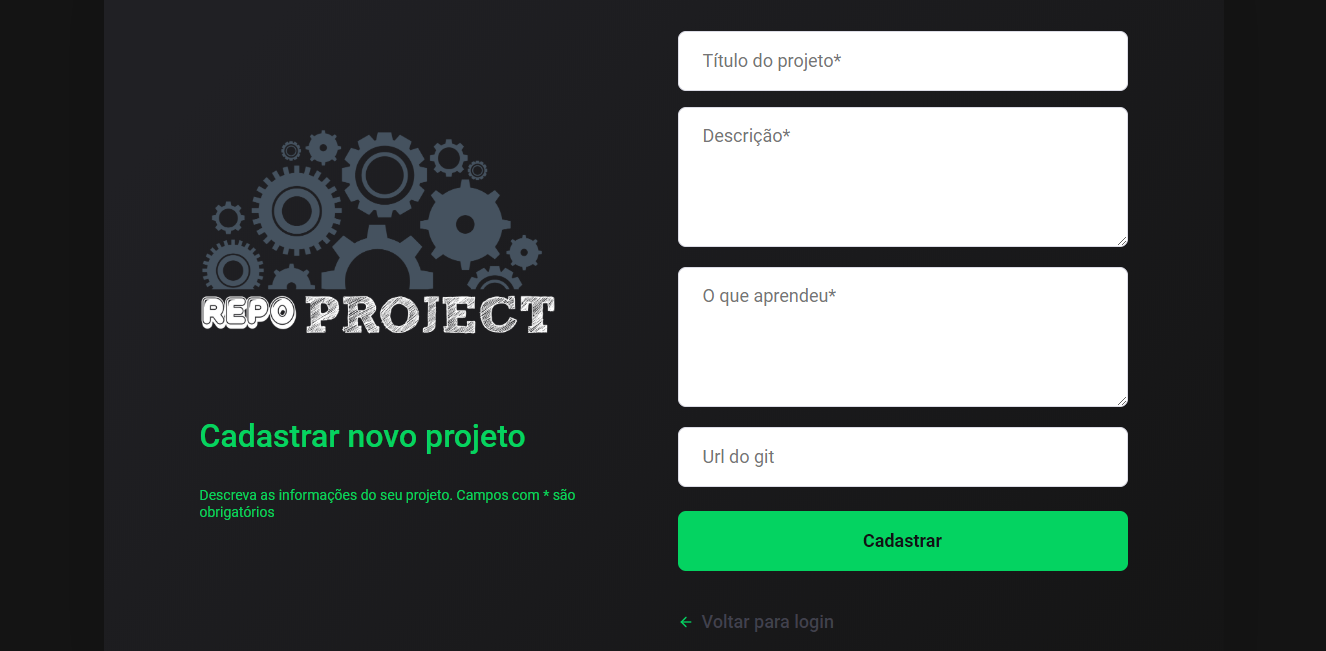 REPO PROJECT
Cadastrar novo projeto
Descreva as informações do seu projeto. Campos com * são
obrigatórios
Título do projeto*
Descrição*
O que aprendeu*
Url do git
Cadastrar
Voltar para login